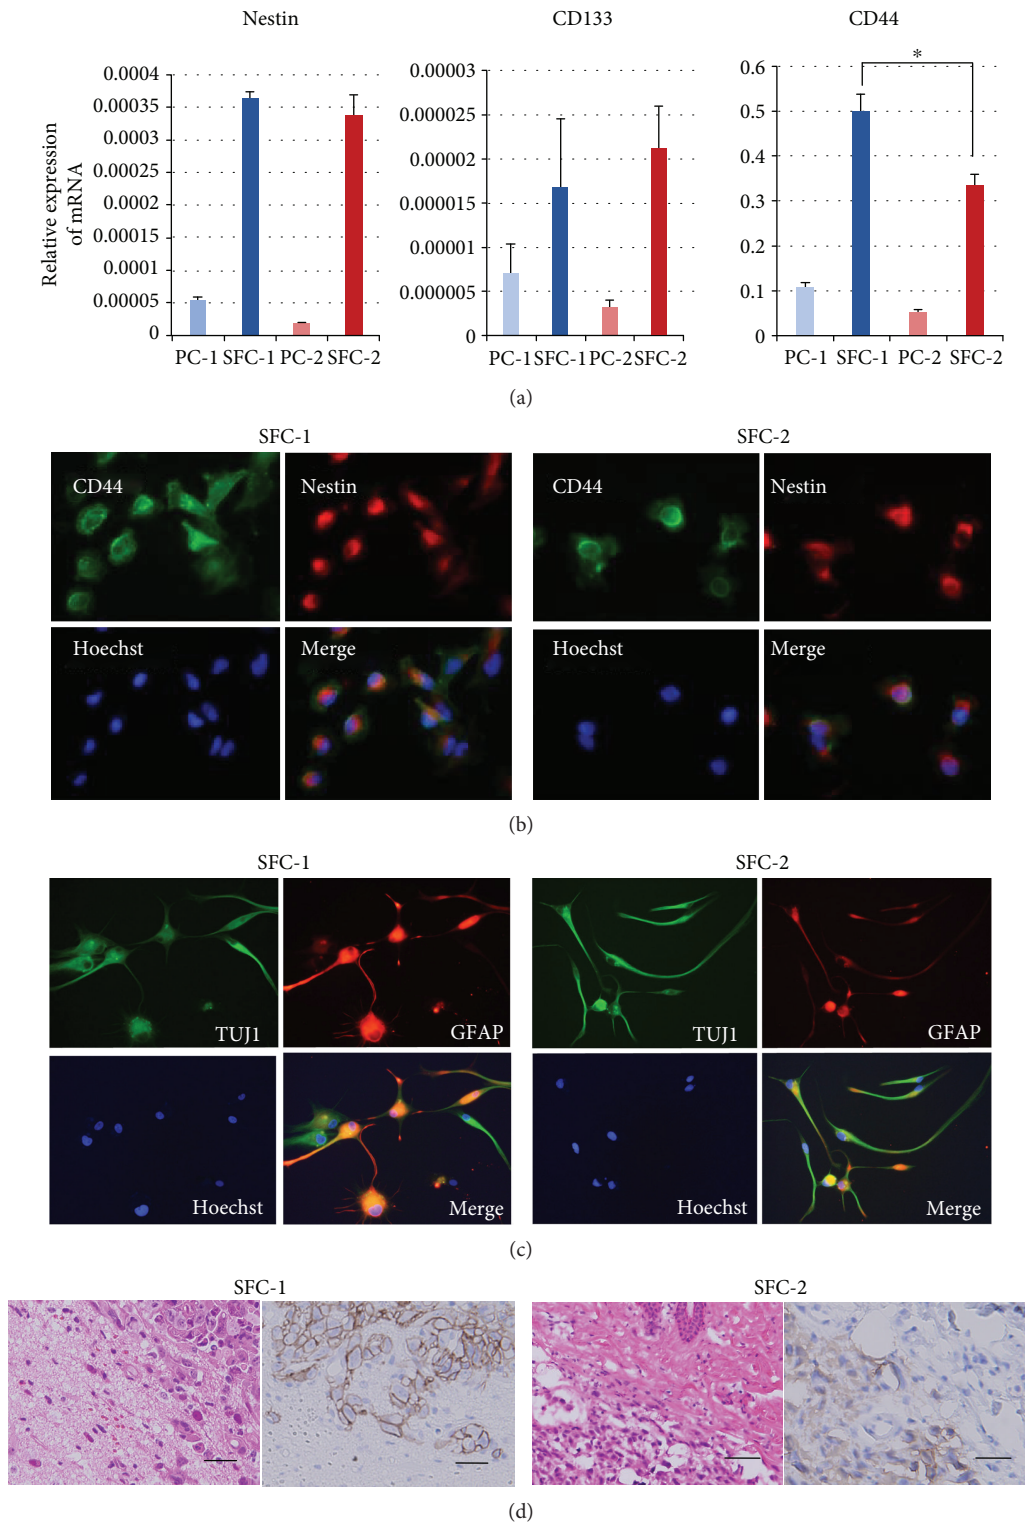 Nestin
CD133
CD44
Relative expression
of mRNA
0.0004
0.00035
0.0003
0.00025
0.0002
0.00015
0.0001
0.00005
0
PC-1 SFC-1 PC-2 SFC-2
0.00003
0.000025
0.00002
0.000015
0.00001
0.000005
0
PC-1 SFC-1 PC-2 SFC-2
0.6
0.5
0.4
0.3
0.2
0.1
0
*
PC-1 SFC-1 PC-2 SFC-2
(a)
SFC-1
SFC-2
CD44
Nestin
CD44
Nestin
Hoechst
Merge
Hoechst
Merge
(b)
SFC-1
SFC-2
TUJ1
GFAP
TUJ1
GFAP
Hoechst
Merge
Hoechst
Merge
(c)
SFC-1
SFC-2
(d)